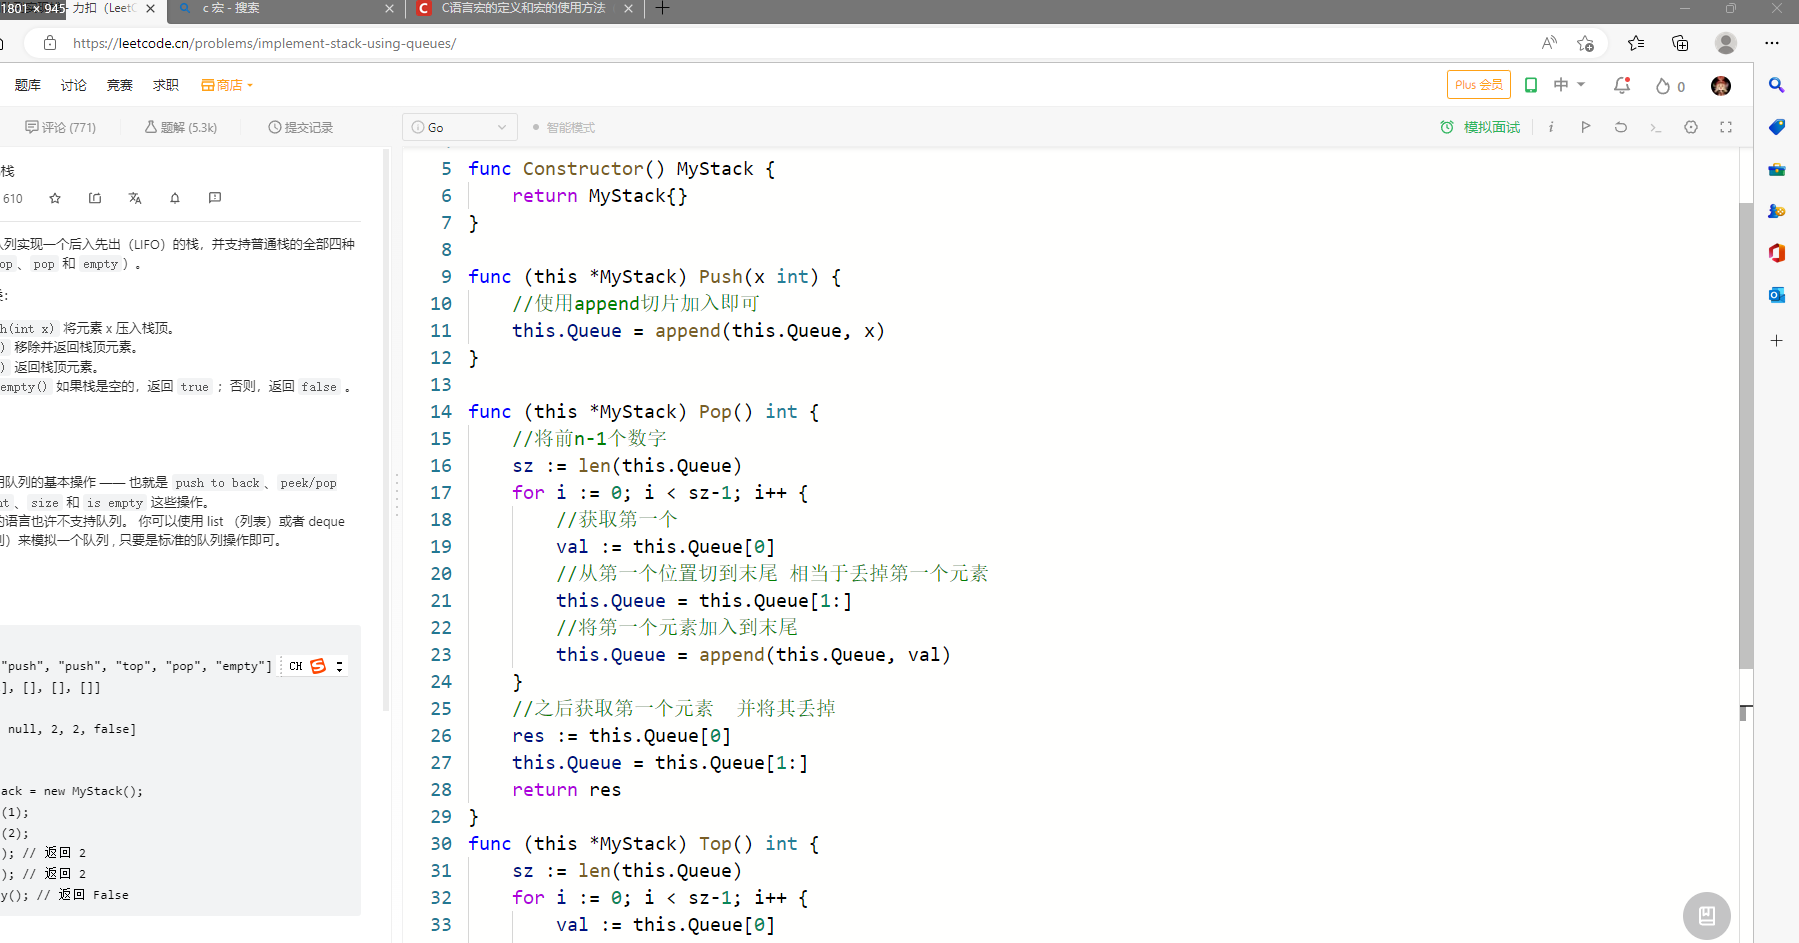 1801 × 945
力扣 (Leet
c 宏 - 搜索
C语言宏的定义和宏的使用方法
https://leetcode.cn/problems/implement-stack-using-queues/
题库 讨论 竞赛 求职 商店
Plus 会员 中 0
评论 (771) 题解 (5.3k) 提交记录
Go 智能模式 模拟面试
栈
610
列实现一个后入先出（LIFO）的栈，并支持普通栈的全部四种
op 、 pop 和 empty ）。
h(int x) 将元素 x 压入栈顶。
) 移除并返回栈顶元素。
) 返回栈顶元素。
empty() 如果栈是空的，返回 true ；否则，返回 false 。
队列的基本操作 —— 也就是 push to back 、 peek/pop
nt 、 size 和 is empty 这些操作。
的语言也许不支持队列。 你可以使用 list （列表）或者 deque
列）来模拟一个队列 , 只要是标准的队列操作即可。
"push", "push", "top", "pop", "empty"]
CH
], [], [], []]
null, 2, 2, false]
ack = new MyStack();
(1);
(2);
); // 返回 2
); // 返回 2
y(); // 返回 False
5 func Constructor() MyStack {
6 return MyStack{}
7 }
8
9 func (this *MyStack) Push(x int) {
10 //使用append切片加入即可
11 this.Queue = append(this.Queue, x)
12 }
13
14 func (this *MyStack) Pop() int {
15 //将前n-1个数字
16 sz := len(this.Queue)
17 for i := 0; i < sz-1; i++ {
18 //获取第一个
19 val := this.Queue[0]
20 //从第一个位置切到末尾 相当于丢掉第一个元素
21 this.Queue = this.Queue[1:]
22 //将第一个元素加入到末尾
23 this.Queue = append(this.Queue, val)
24 }
25 //之后获取第一个元素  并将其丢掉
26 res := this.Queue[0]
27 this.Queue = this.Queue[1:]
28 return res
29 }
30 func (this *MyStack) Top() int {
31 sz := len(this.Queue)
32 for i := 0; i < sz-1; i++ {
33 val := this.Queue[0]